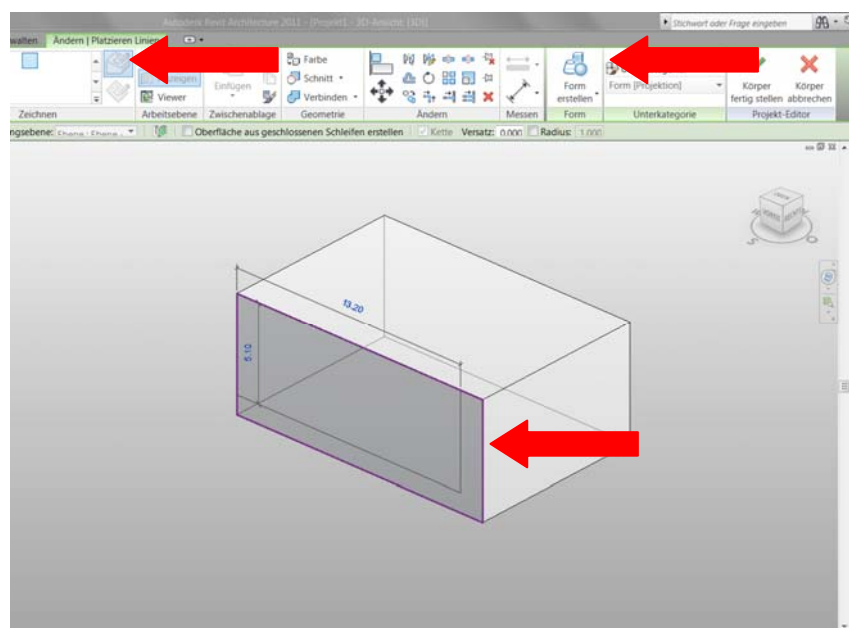 Autodesk Revit Architecture 2011 - [Projekt1 - 3D-Ansicht: {3D}]
Stichwort oder Frage eingeben
walten Ändern | Platzieren Linien
Farbe
Schnitt
Verbinden
Viewer
Einfügen
Form
erstellen
Form [Projektion]
Körper
fertig stellen
Körper
abbrechen
Zeichnen Arbeitsebene Zwischenablage Geometrie Ändern Messen Form Unterkategorie Projekt-Editor
ngsebene: Oberfläche aus geschlossenen Schleifen erstellen Kette Versatz: 0.000 Radius: 1.000
13.20
5.10